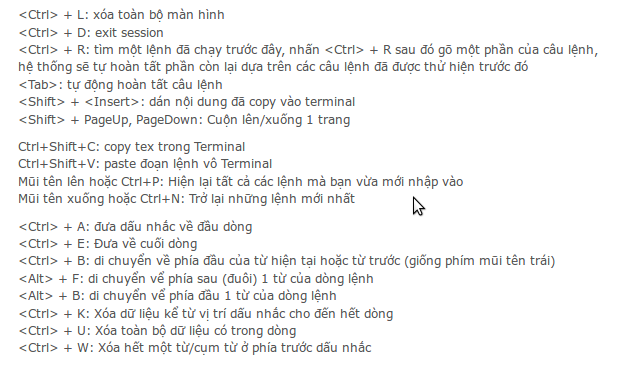 <Ctrl> + L: xóa toàn bộ màn hình
<Ctrl> + D: exit session
<Ctrl> + R: tìm một lệnh đã chạy trước đây, nhấn <Ctrl> + R sau đó gõ một phần của câu lệnh,
hệ thống sẽ tự hoàn tất phần còn lại dựa trên các câu lệnh đã được thử hiện trước đó
<Tab>: tự động hoàn tất câu lệnh
<Shift> + <Insert>: dán nội dung đã copy vào terminal
<Shift> + PageUp, PageDown: Cuộn lên/xuống 1 trang
Ctrl+Shift+C: copy tex trong Terminal
Ctrl+Shift+V: paste đoạn lệnh vô Terminal
Mũi tên lên hoặc Ctrl+P: Hiện lại tất cả các lệnh mà bạn vừa mới nhập vào
Mũi tên xuống hoặc Ctrl+N: Trở lại những lệnh mới nhất
<Ctrl> + A: đưa dấu nhắc về đầu dòng
<Ctrl> + E: Đưa về cuối dòng
<Ctrl> + B: di chuyển về phía đầu của từ hiện tại hoặc từ trước (giống phím mũi tên trái)
<Alt> + F: di chuyển về phía sau (đuôi) 1 từ của dòng lệnh
<Alt> + B: di chuyển về phía đầu 1 từ của dòng lệnh
<Ctrl> + K: Xóa dữ liệu kể từ vị trí dấu nhắc cho đến hết dòng
<Ctrl> + U: Xóa toàn bộ dữ liệu có trong dòng
<Ctrl> + W: Xóa hết một từ/cụm từ ở phía trước dấu nhắc